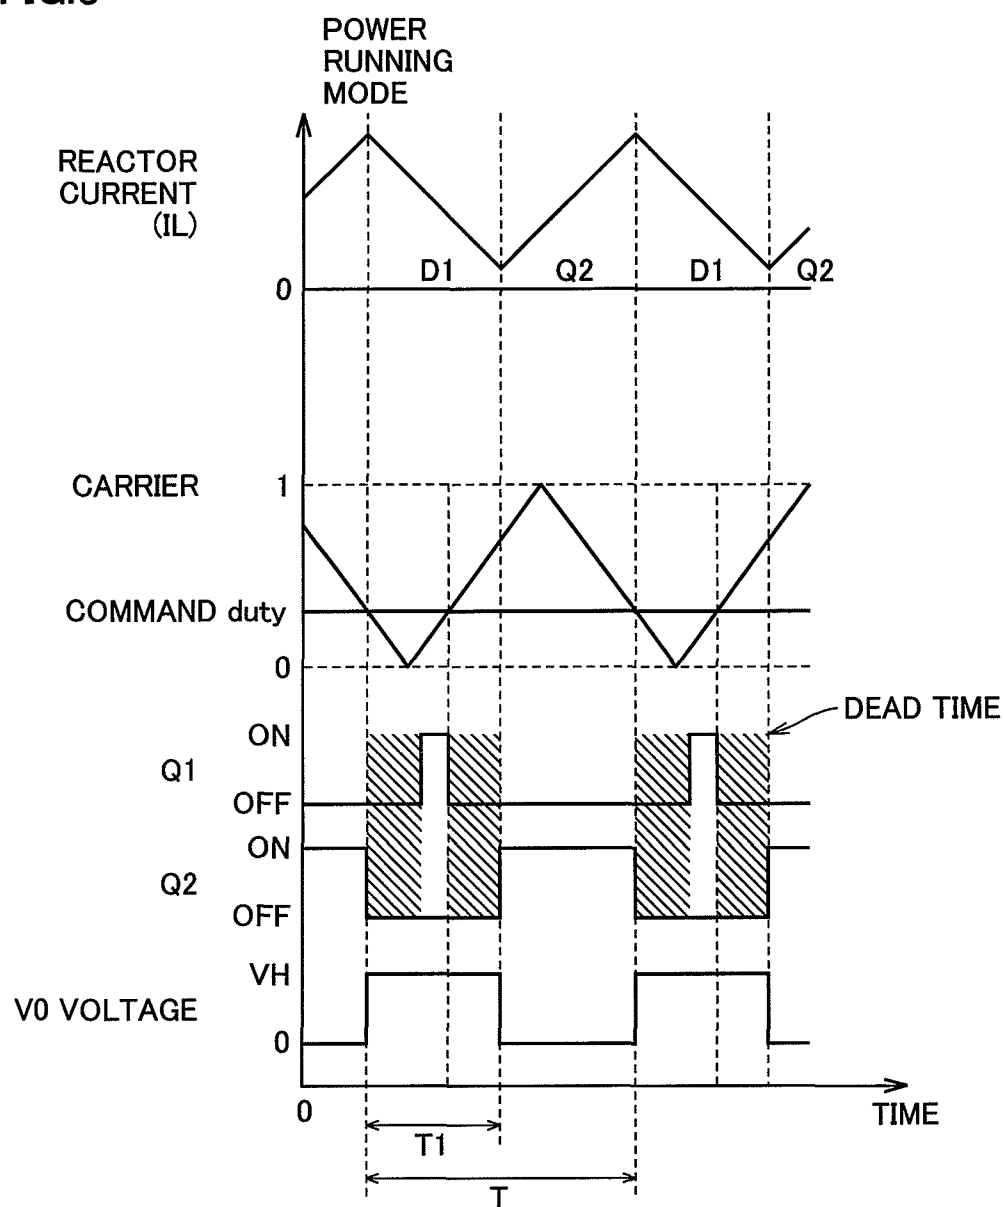 POWER
RUNNING
MODE
REACTOR
CURRENT
(IL)
D1
Q2
D1
Q2
0
CARRIER
1
COMMAND duty
0
DEAD TIME
ON
Q1
OFF
ON
Q2
OFF
VH
V0 VOLTAGE
0
0
TIME
T1
T